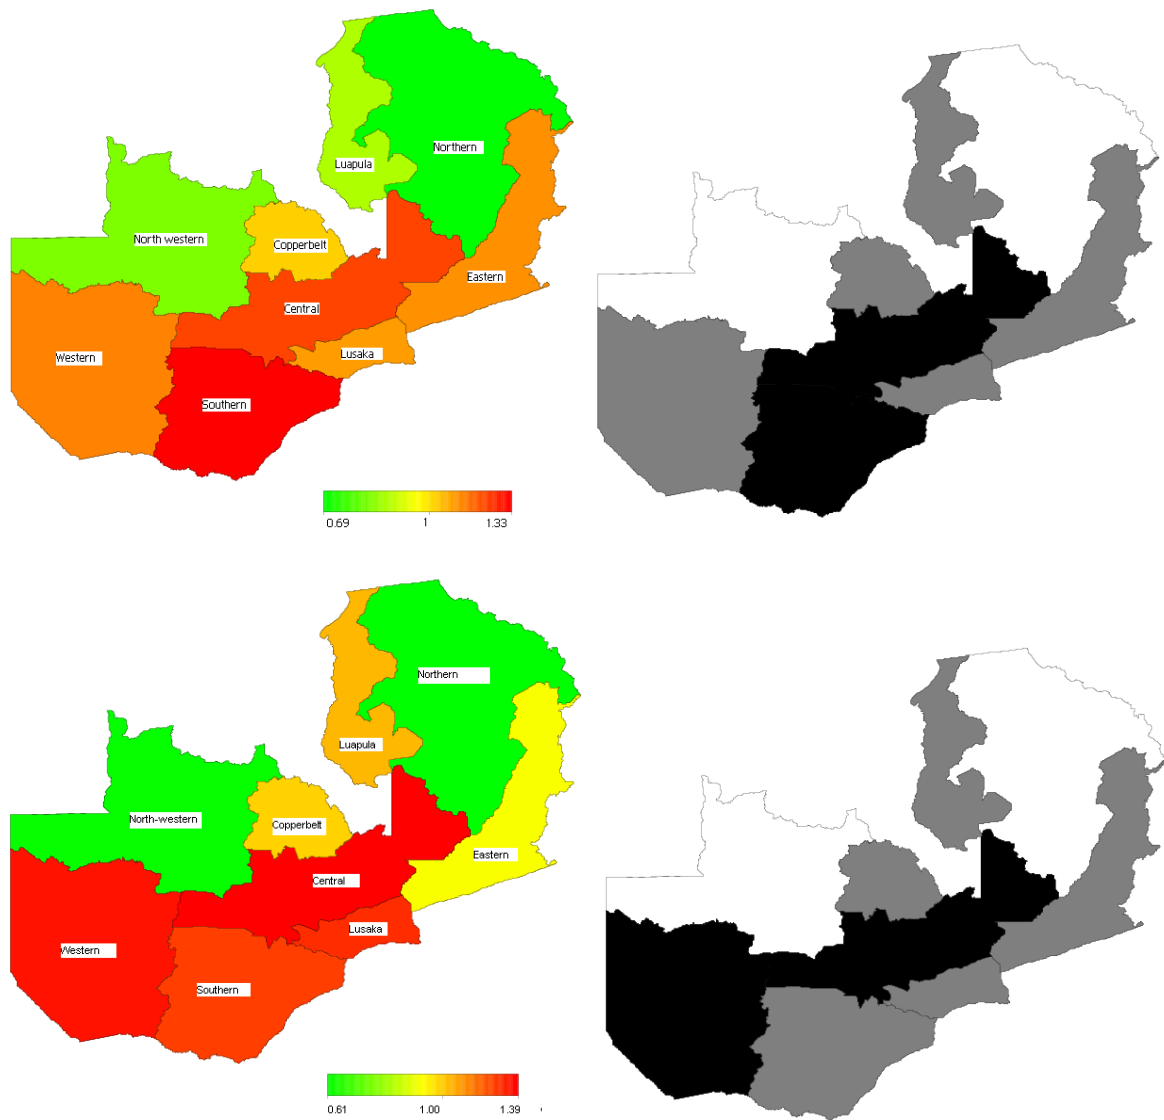 Northern
Luapula
North western
Copperbelt
Eastern
Central
Western
Lusaka
Southern
0.69 1 1.33
Northern
Luapula
North-western
Copperbelt
Eastern
Central
Lusaka
Western
Southern
0.61 1.00 1.39